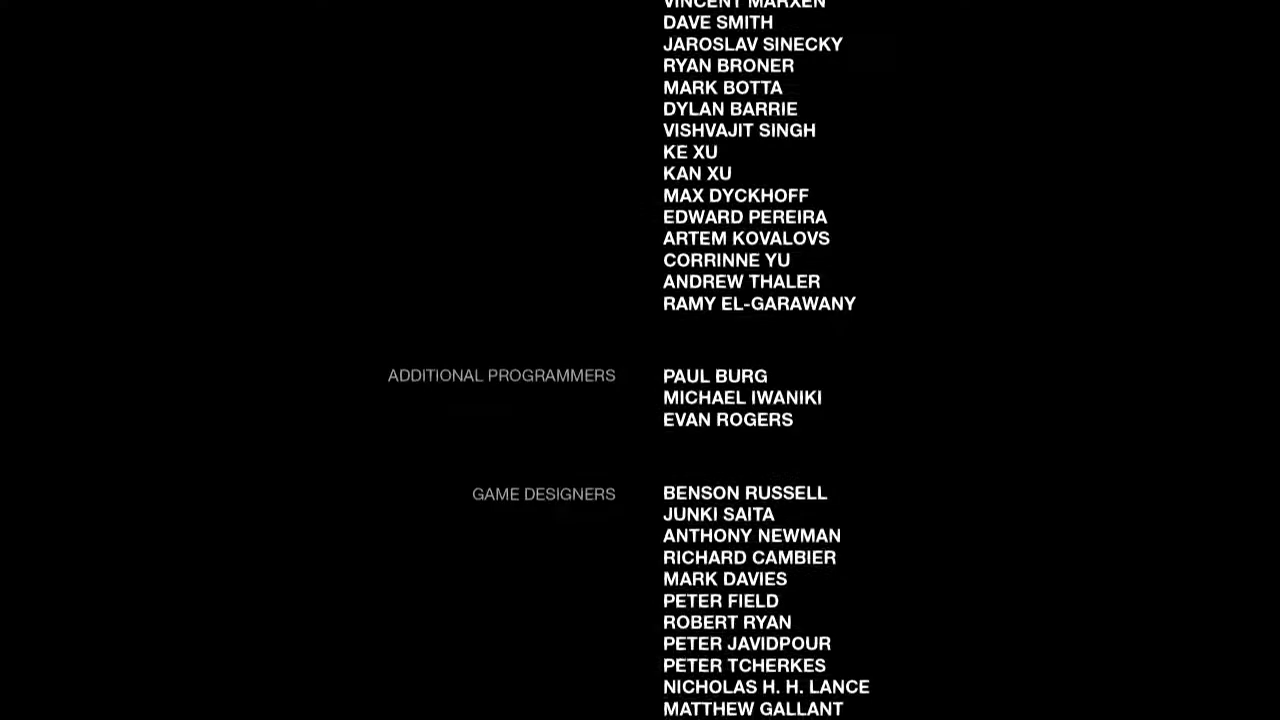 VINCENT MARXEN
DAVE SMITH
JAROSLAV SINECKY
RYAN BRONER
MARK BOTTA
DYLAN BARRIE
VISHVAJIT SINGH
KE XU
KAN XU
MAX DYCKHOFF
EDWARD PEREIRA
ARTEM KOVALOVS
CORRINNE YU
ANDREW THALER
RAMY EL-GARAWANY
ADDITIONAL PROGRAMMERS PAUL BURG
MICHAEL IWANIKI
EVAN ROGERS
GAME DESIGNERS BENSON RUSSELL
JUNKI SAITA
ANTHONY NEWMAN
RICHARD CAMBIER
MARK DAVIES
PETER FIELD
ROBERT RYAN
PETER JAVIDPOUR
PETER TCHERKES
NICHOLAS H. H. LANCE
MATTHEW GALLANT